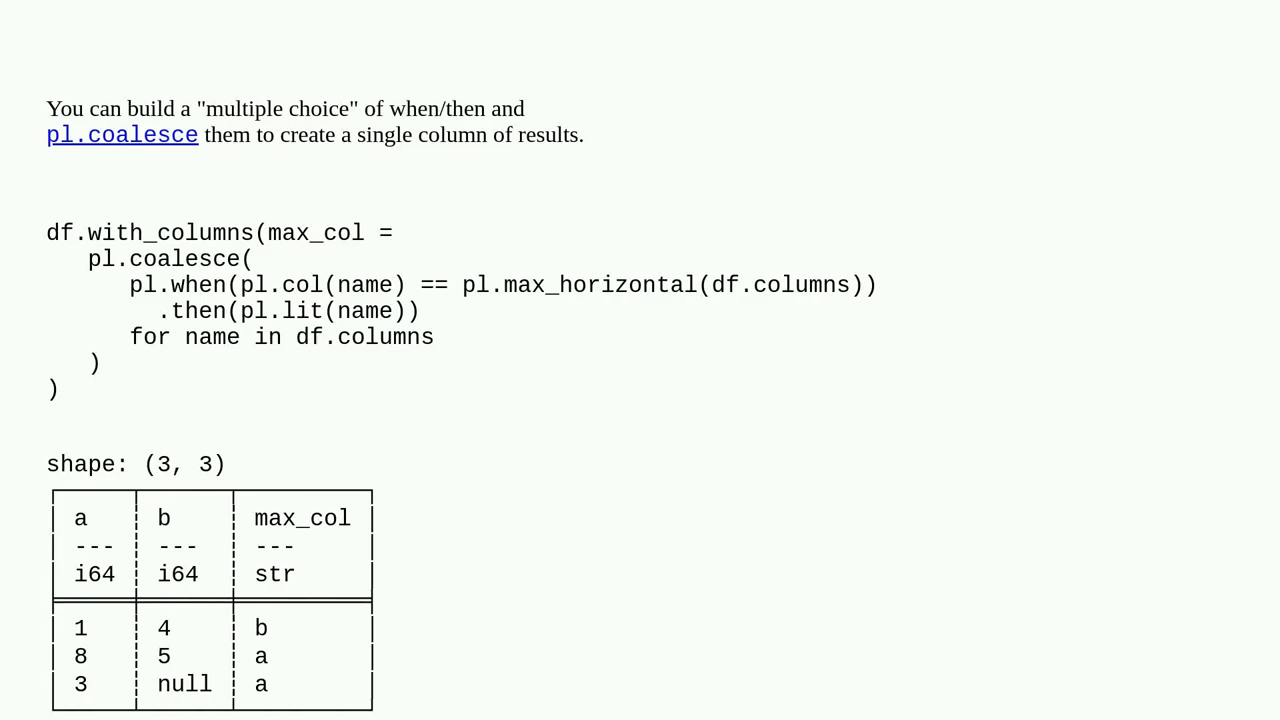 You can build a "multiple choice" of when/then and
pl.coalesce them to create a single column of results.
df.with_columns(max_col =
   pl.coalesce(
      pl.when(pl.col(name) == pl.max_horizontal(df.columns))
        .then(pl.lit(name))
      for name in df.columns
   )
)
shape: (3, 3)
a b max_col
--- --- ---
i64 i64 str
1 4 b
8 5 a
3 null a